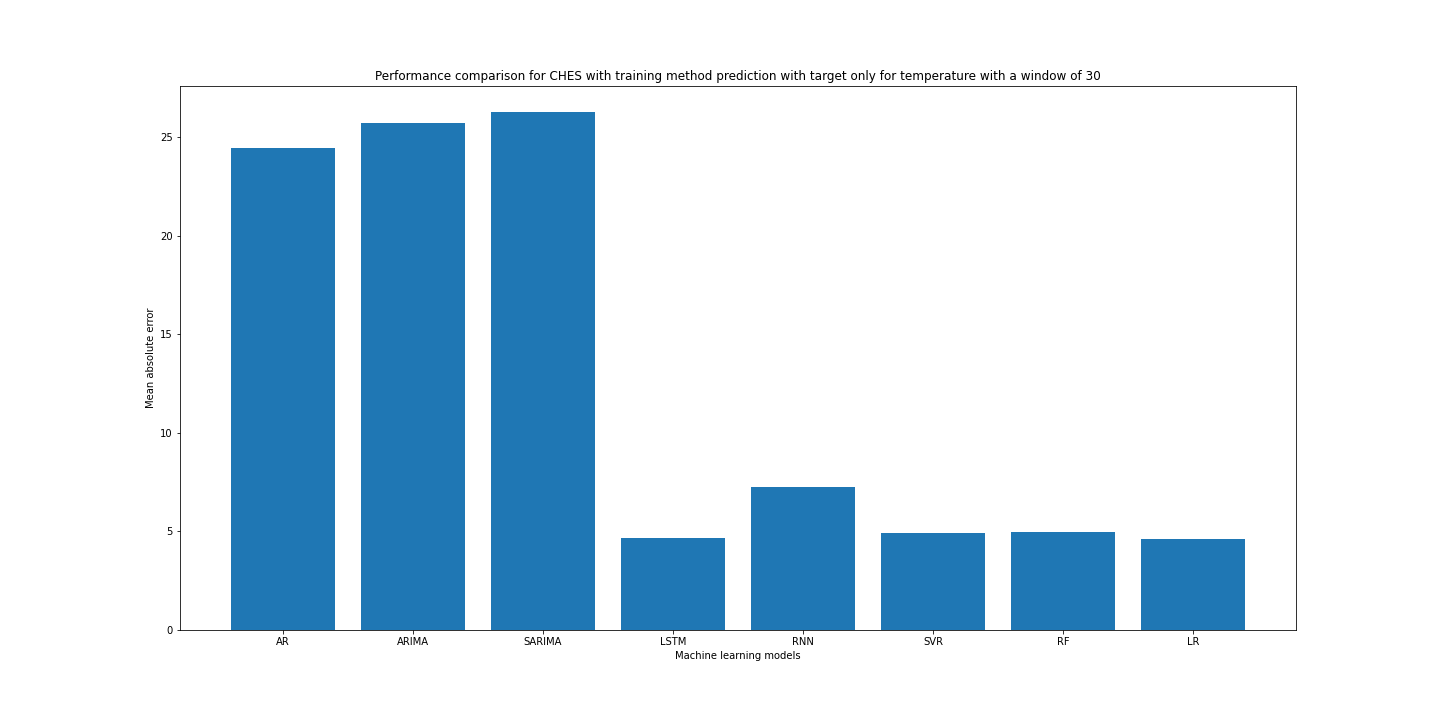 Performance comparison for CHES with training method prediction with target only for temperature with a window of 30
25
20
15
10
5
0
Mean absolute error
AR ARIMA SARIMA LSTM RNN SVR RF LR
Machine learning models